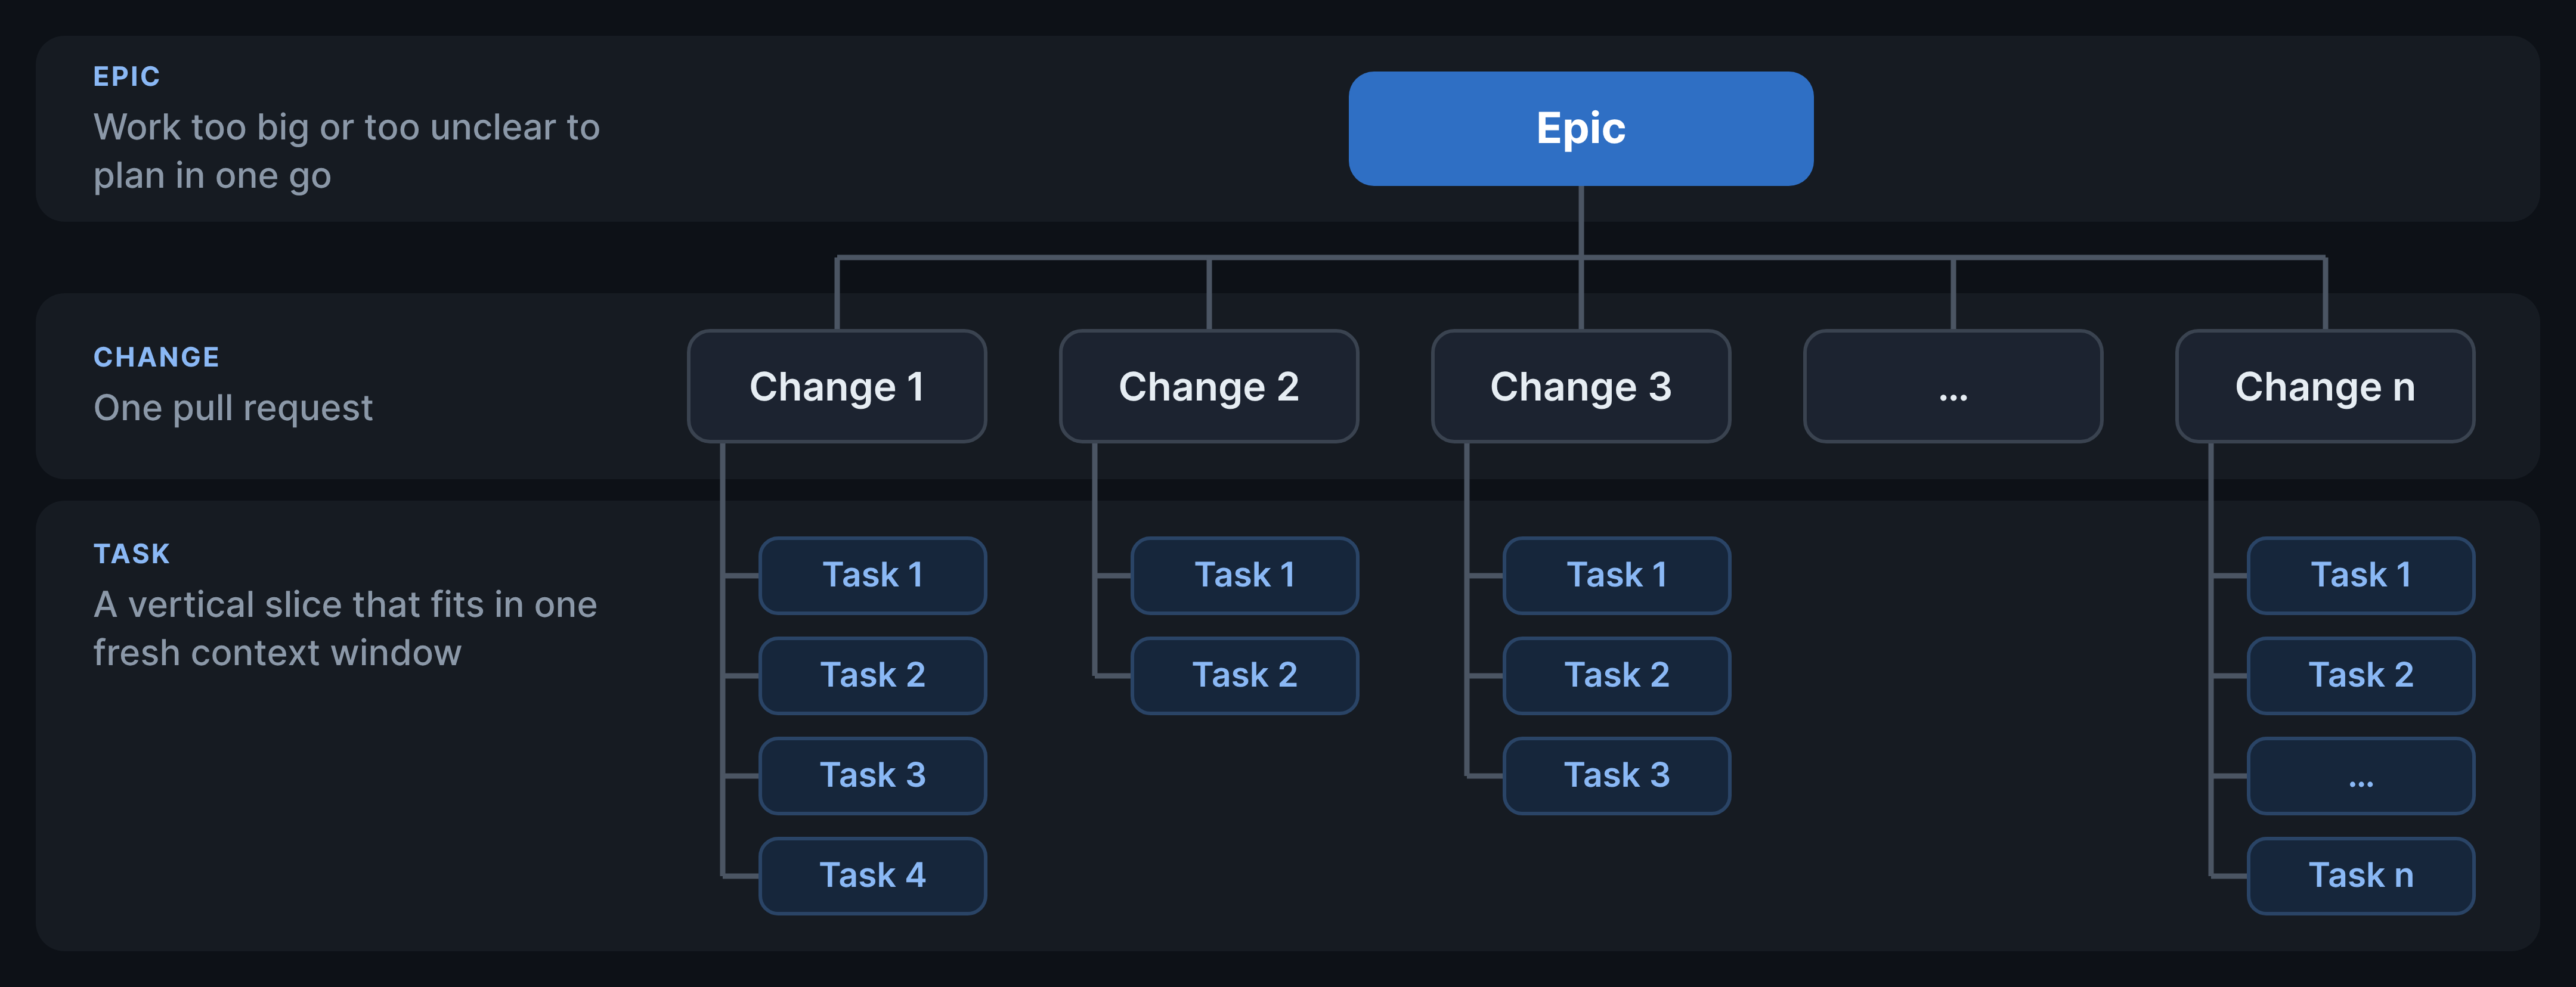 EPIC
Work too big or too unclear to
plan in one go
Epic
CHANGE
One pull request
Change 1
Change 2
Change 3
...
Change n
TASK
A vertical slice that fits in one
fresh context window
Task 1
Task 2
Task 3
Task 4
Task 1
Task 2
Task 1
Task 2
Task 3
Task 1
Task 2
...
Task n